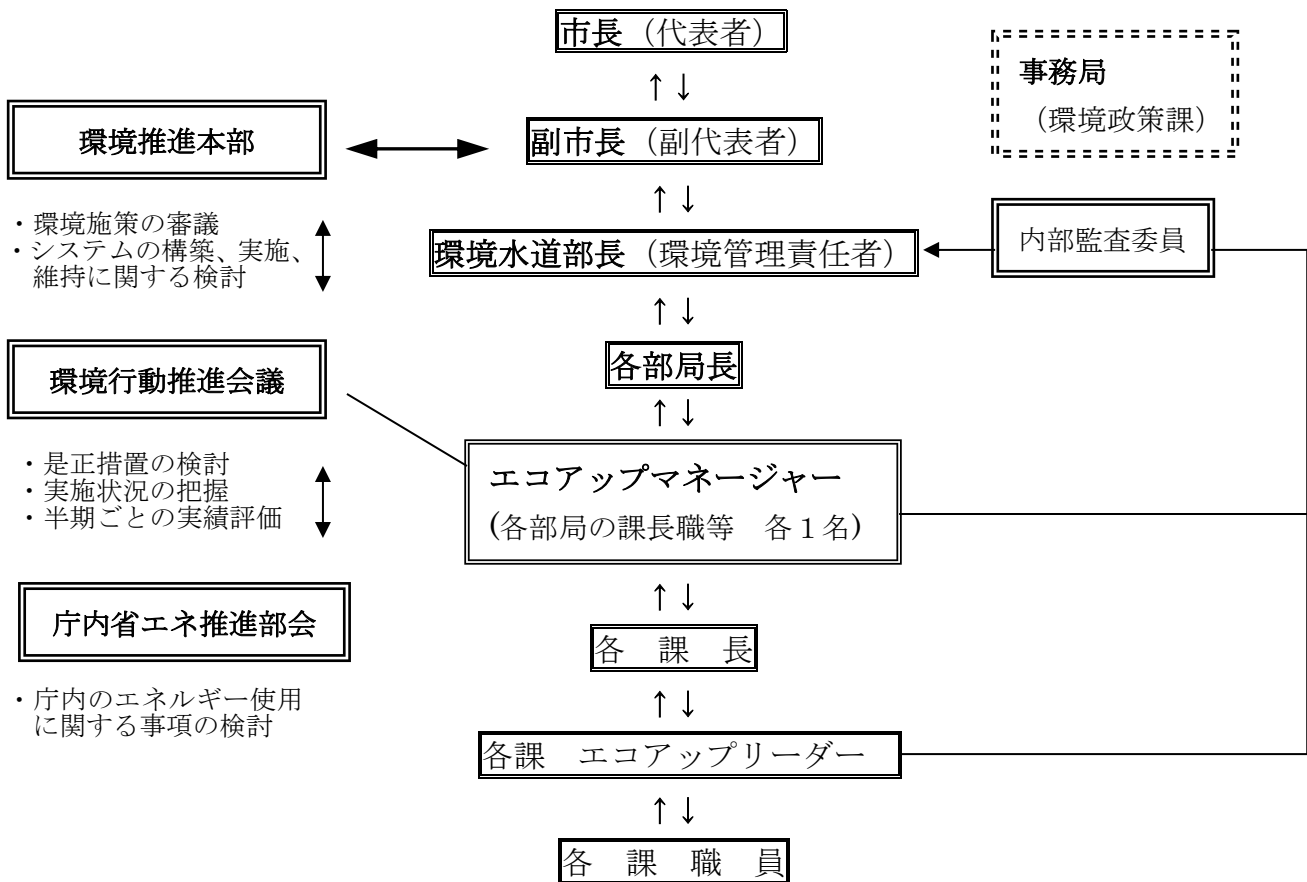 市長（代表者）
↑↓
事務局
（環境政策課）
環境推進本部
副市長（副代表者）
↑↓
・環境施策の審議
・システムの構築、実施、
維持に関する検討
環境水道部長（環境管理責任者）
内部監査委員
↑↓
環境行動推進会議
各部局長
↑↓
・是正措置の検討
・実施状況の把握
・半期ごとの実績評価
エコアップマネージャー
(各部局の課長職等　各１名)
↑↓
庁内省エネ推進部会
各　課　長
↑↓
・庁内のエネルギー使用
に関する事項の検討
各課　エコアップリーダー
↑↓
各　課　職　員